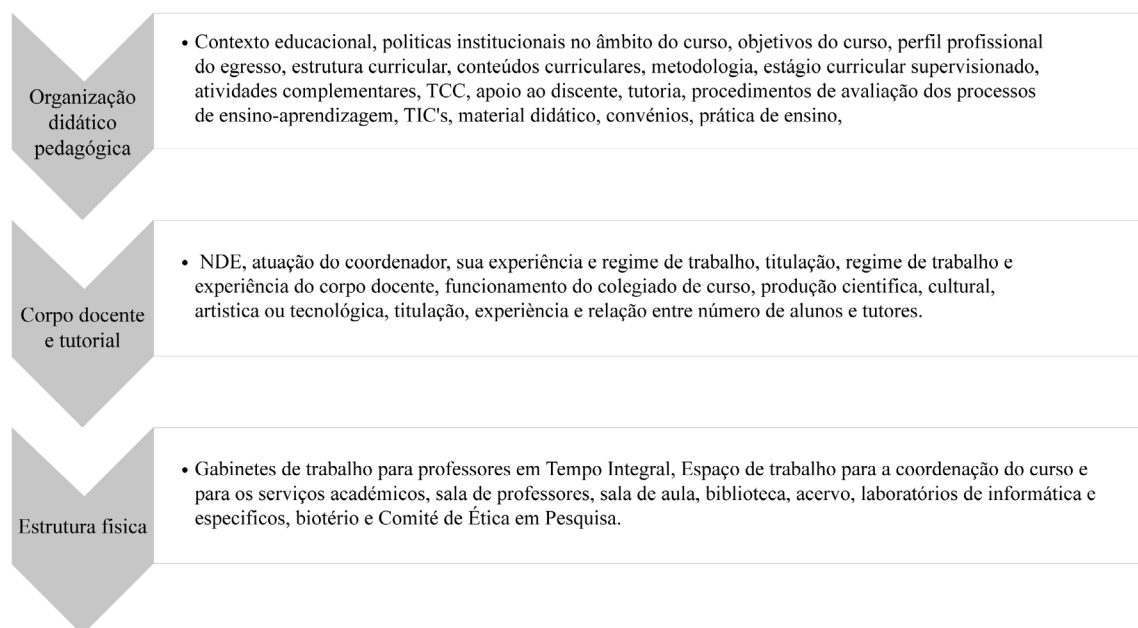 Organização
didático
pedagógica
• Contexto educacional, politicas institucionais no âmbito do curso, objetivos do curso, perfil profissional
do egresso, estrutura curricular, conteúdos curriculares, metodologia, estágio curricular supervisionado,
atividades complementares, TCC, apoio ao discente, tutoria, procedimentos de avaliação dos processos
de ensino-aprendizagem, TIC's, material didático, convénios, prática de ensino,
Corpo docente
e tutorial
• NDE, atuação do coordenador, sua experiência e regime de trabalho, titulação, regime de trabalho e
experiência do corpo docente, funcionamento do colegiado de curso, produção cientifica, cultural,
artistica ou tecnológica, titulação, experiència e relação entre número de alunos e tutores.
Estrutura fisica
• Gabinetes de trabalho para professores em Tempo Integral, Espaço de trabalho para a coordenação do curso e
para os serviços académicos, sala de professores, sala de aula, biblioteca, acervo, laboratórios de informática e
especificos, biotério e Comité de Ética em Pesquisa.